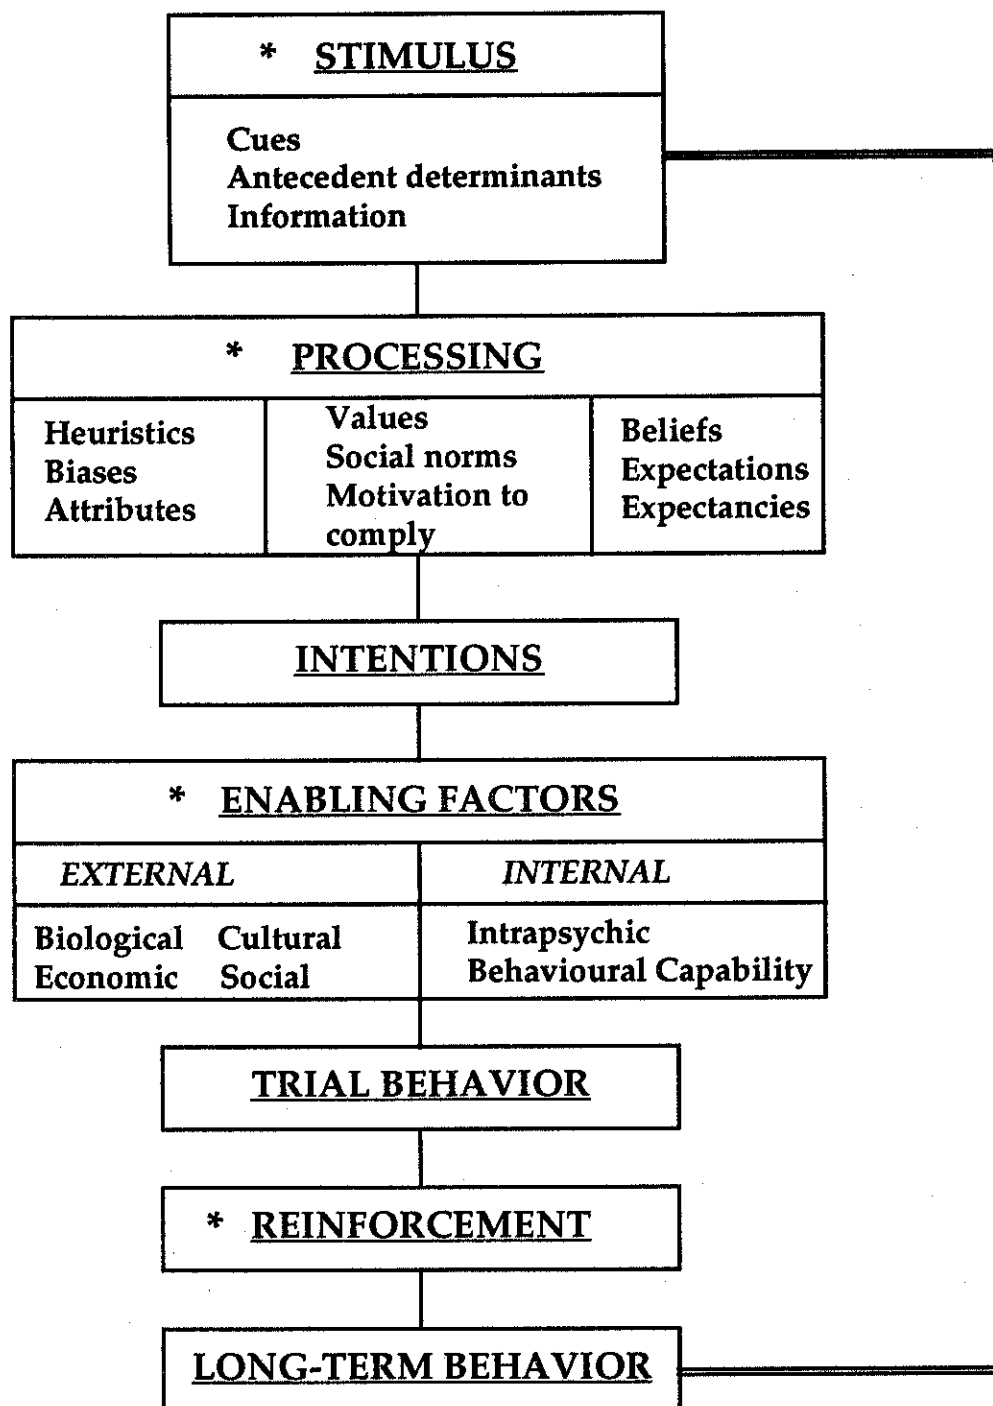 * STIMULUS
Cues
Antecedent determinants
Information
* PROCESSING
Heuristics
Biases
Attributes
Values
Social norms
Motivation to
comply
Beliefs
Expectations
Expectancies
INTENTIONS
* ENABLING FACTORS
EXTERNAL
INTERNAL
Biological Cultural
Economic Social
Intrapsychic
Behavioural Capability
TRIAL BEHAVIOR
* REINFORCEMENT
LONG-TERM BEHAVIOR